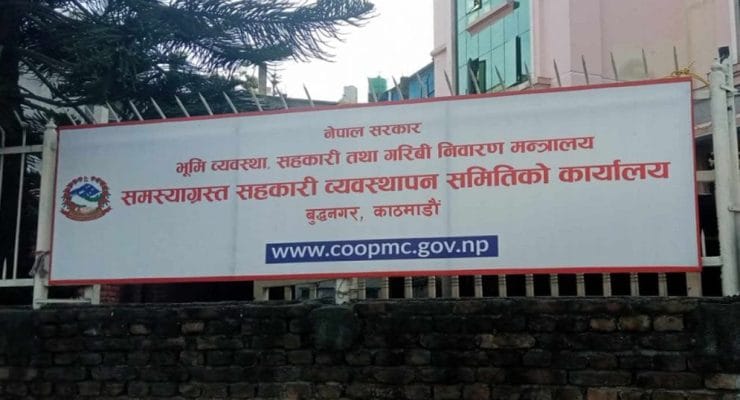 नेपाल सरकार
भूमि व्यवस्था, सहकारी तथा गरिबी निवारण मन्त्रालय
समस्याग्रस्त सहकारी व्यवस्थापन समितिको कार्यालय
बुद्धनगर, काठमाडौं
www.coopmc.gov.np